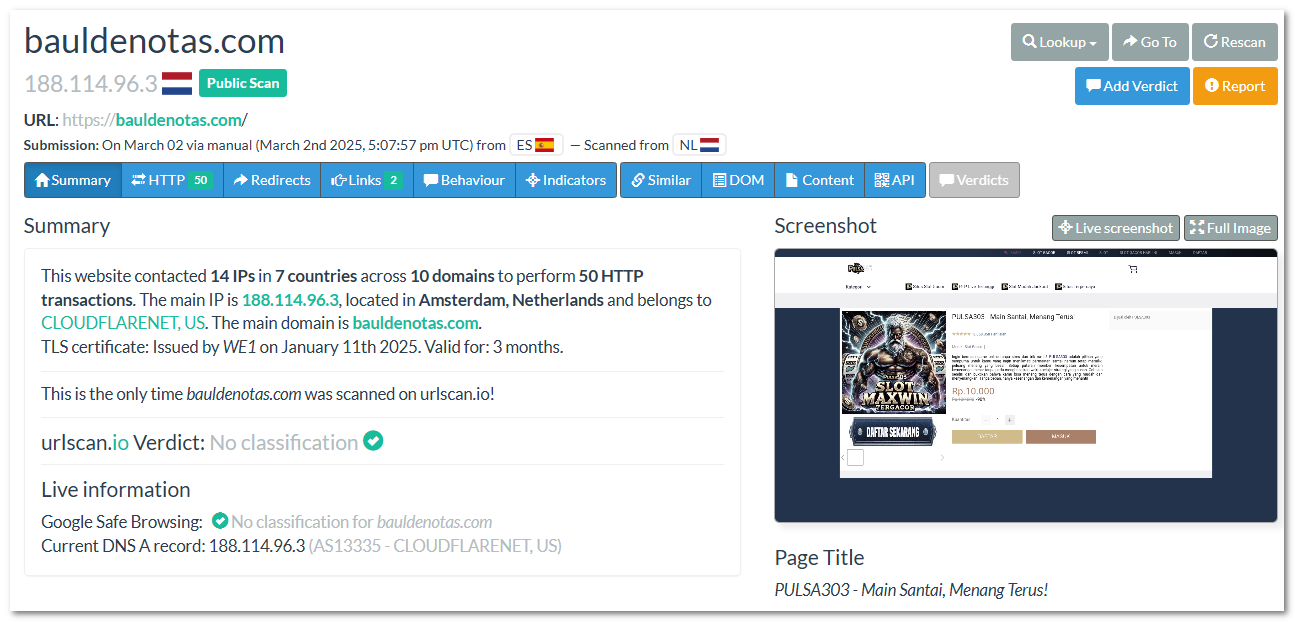 bauldenotas.com
Lookup
Go To
Rescan
188.114.96.3
Public Scan
Add Verdict
Report
URL: https://bauldenotas.com/
Submission: On March 02 via manual (March 2nd 2025, 5:07:57 pm UTC) from ES — Scanned from NL
Summary HTTP 50 Redirects Links 2 Behaviour Indicators Similar DOM Content API Verdicts
Summary
This website contacted 14 IPs in 7 countries across 10 domains to perform 50 HTTP
transactions. The main IP is 188.114.96.3, located in Amsterdam, Netherlands and belongs to
CLOUDFLARENET, US. The main domain is bauldenotas.com.
TLS certificate: Issued by WE1 on January 11th 2025. Valid for: 3 months.
This is the only time bauldenotas.com was scanned on urlscan.io!
urlscan.io Verdict: No classification
Live information
Google Safe Browsing: No classification for bauldenotas.com
Current DNS A record: 188.114.96.3 (AS13335 - CLOUDFLARENET, US)
Screenshot
Live screenshot
Full Image
Kategori
PULSA303 - Main Santai, Menang Terus
SLOT
MAXWIN
7ERGACOR
Rp.10.000
-90%
Kuantitas
DAFTAR SEKARANG
DAFTAR
MASUK
Page Title
PULSA303 - Main Santai, Menang Terus!